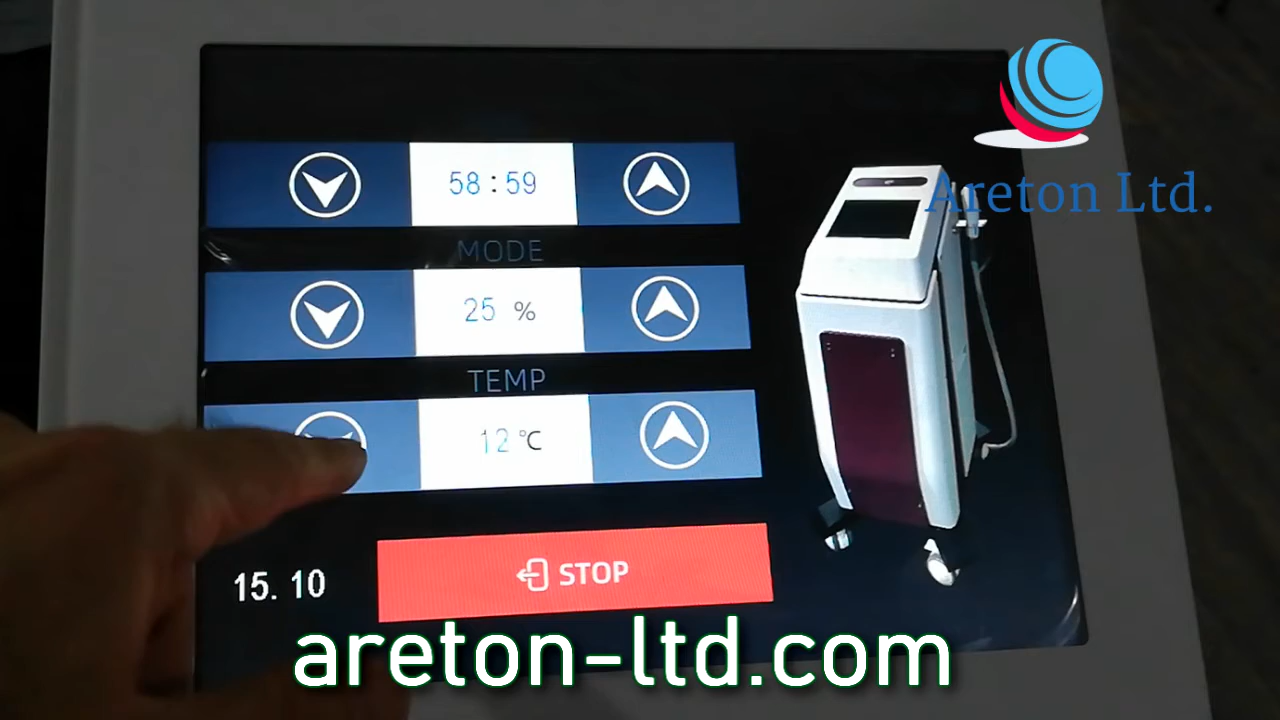 Areton Ltd.
58:59
MODE
25 %
TEMP
12 °C
STOP
15. 10
areton-ltd.com